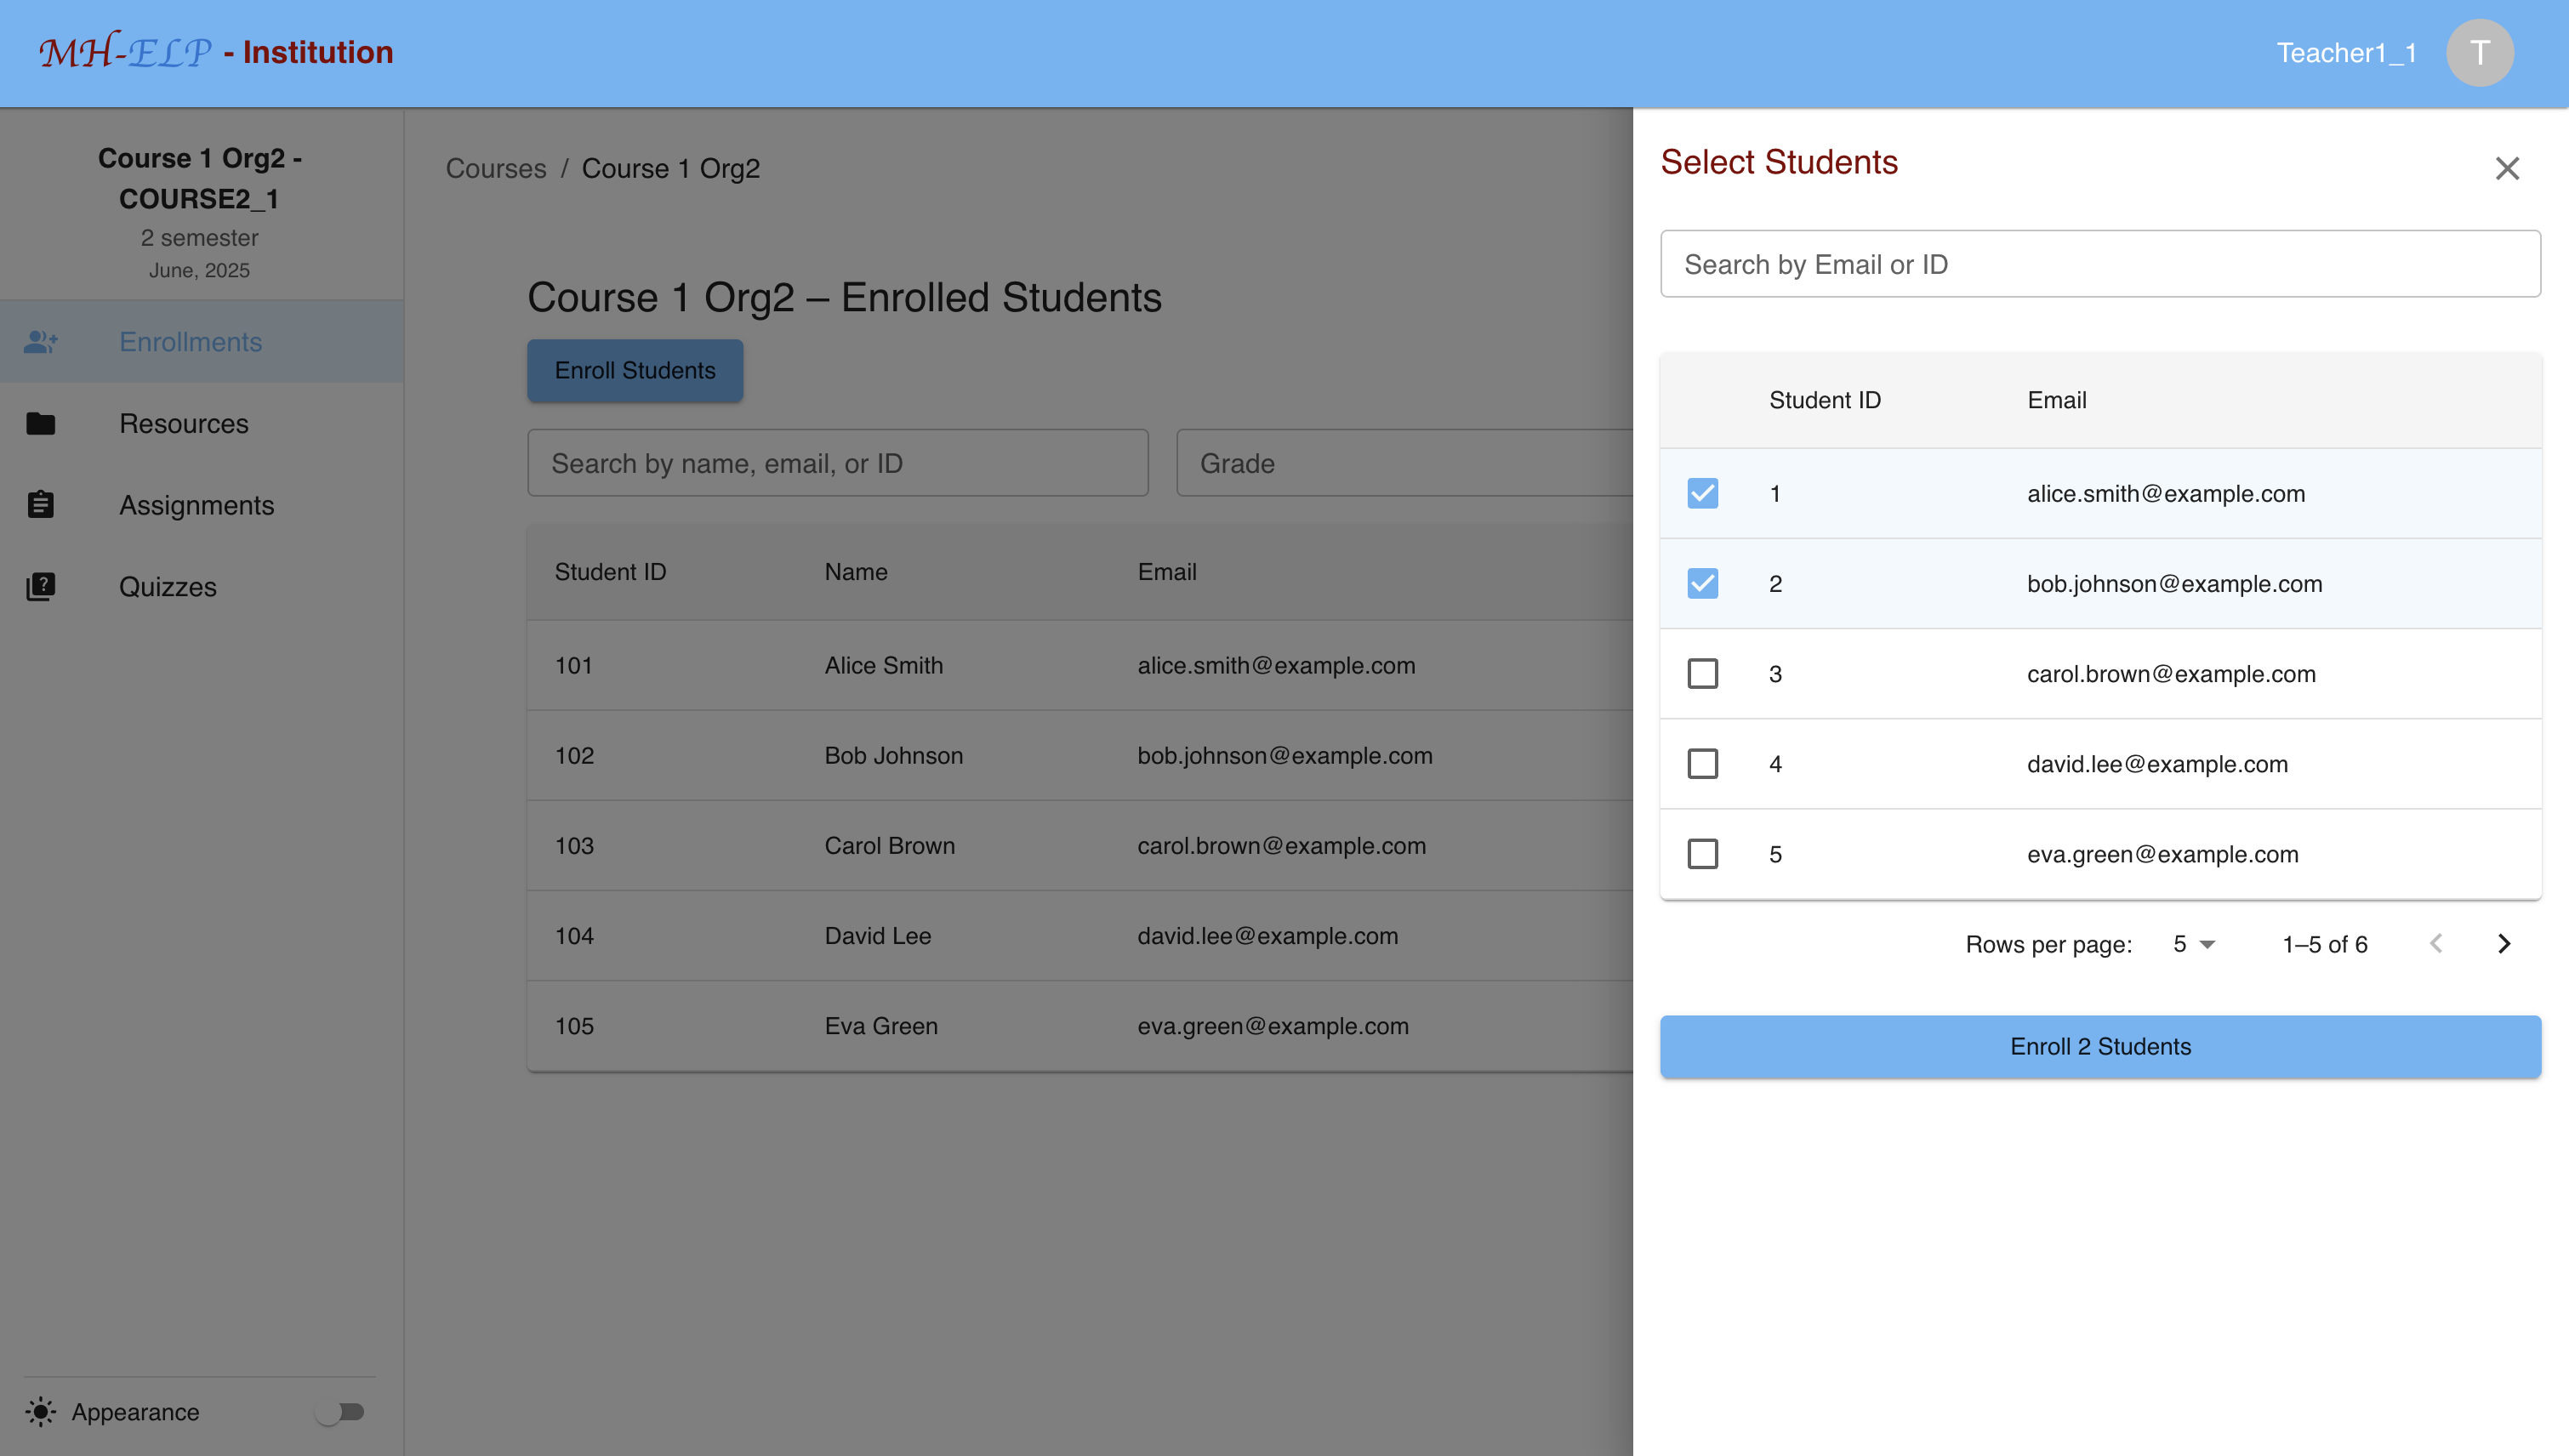 MH-ELP - Institution
Teacher1_1
T
Course 1 Org2 -
COURSE2_1
2 semester
June, 2025
Enrollments
Resources
Assignments
Quizzes
Appearance
Courses / Course 1 Org2
Course 1 Org2 – Enrolled Students
Enroll Students
Search by name, email, or ID
Grade
Student ID Name Email
101 Alice Smith alice.smith@example.com
102 Bob Johnson bob.johnson@example.com
103 Carol Brown carol.brown@example.com
104 David Lee david.lee@example.com
105 Eva Green eva.green@example.com
Select Students
Search by Email or ID
Student ID Email
1 alice.smith@example.com
2 bob.johnson@example.com
3 carol.brown@example.com
4 david.lee@example.com
5 eva.green@example.com
Rows per page: 5 1–5 of 6
Enroll 2 Students